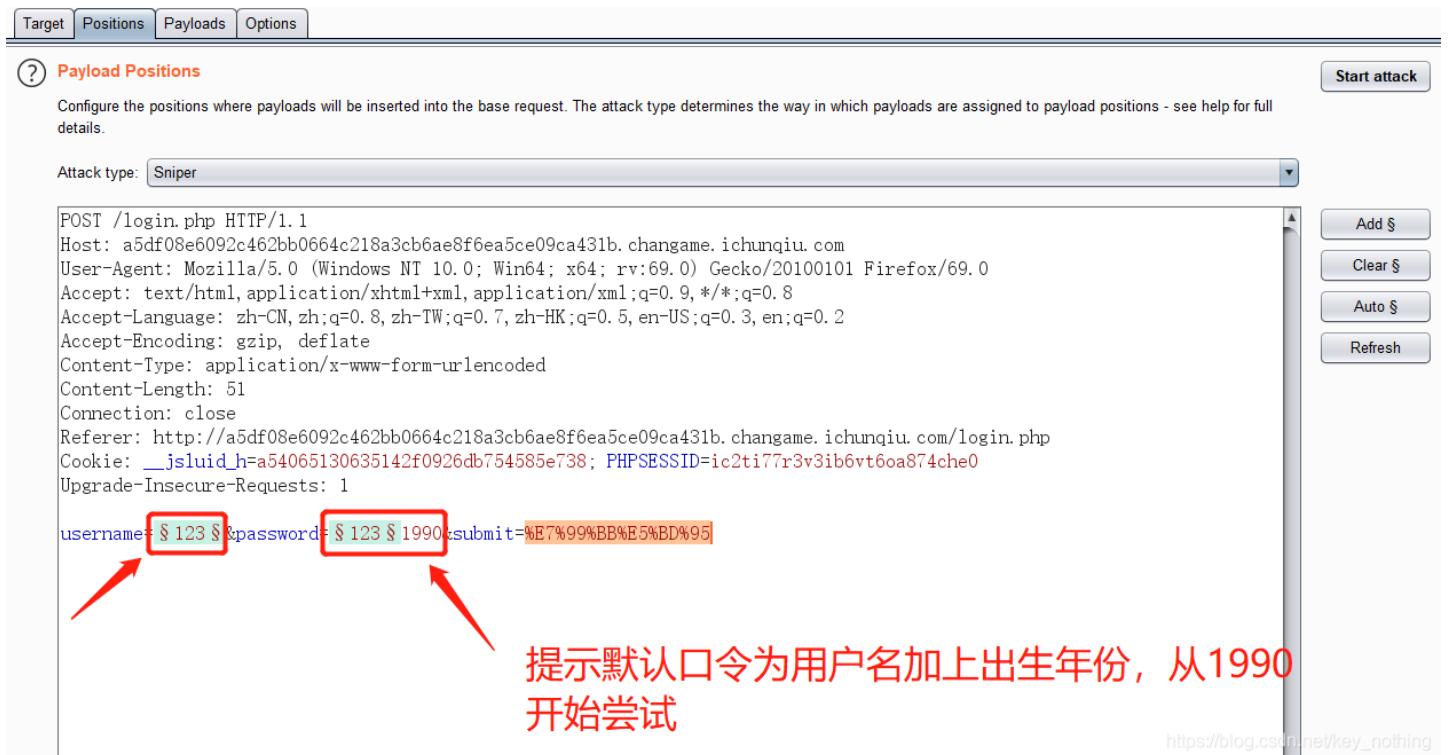 Target Positions Payloads Options
? Payload Positions
Start attack
Configure the positions where payloads will be inserted into the base request. The attack type determines the way in which payloads are assigned to payload positions - see help for full
details.
Attack type: Sniper
POST /login.php HTTP/1.1
Host: a5df08e6092c462bb0664c218a3cb6ae8f6ea5ce09ca431b.changame.ichunqiu.com
User-Agent: Mozilla/5.0 (Windows NT 10.0; Win64; x64; rv:69.0) Gecko/20100101 Firefox/69.0
Accept: text/html,application/xhtml+xml,application/xml;q=0.9,*/*;q=0.8
Accept-Language: zh-CN,zh;q=0.8,zh-TW;q=0.7,zh-HK;q=0.5,en-US;q=0.3,en;q=0.2
Accept-Encoding: gzip, deflate
Content-Type: application/x-www-form-urlencoded
Content-Length: 51
Connection: close
Referer: http://a5df08e6092c462bb0664c218a3cb6ae8f6ea5ce09ca431b.changame.ichunqiu.com/login.php
Cookie: __jsluid_h=a54065130635142f0926db754585e738; PHPSESSID=ic2ti77r3v3ib6vt6oa874che0
Upgrade-Insecure-Requests: 1
username=§123§&password=§123§1990&submit=%E7%99%BB%E5%BD%95
Add §
Clear §
Auto §
Refresh
提示默认口令为用户名加上出生年份，从1990
开始尝试
https://blog.csdn.net/key_nothing